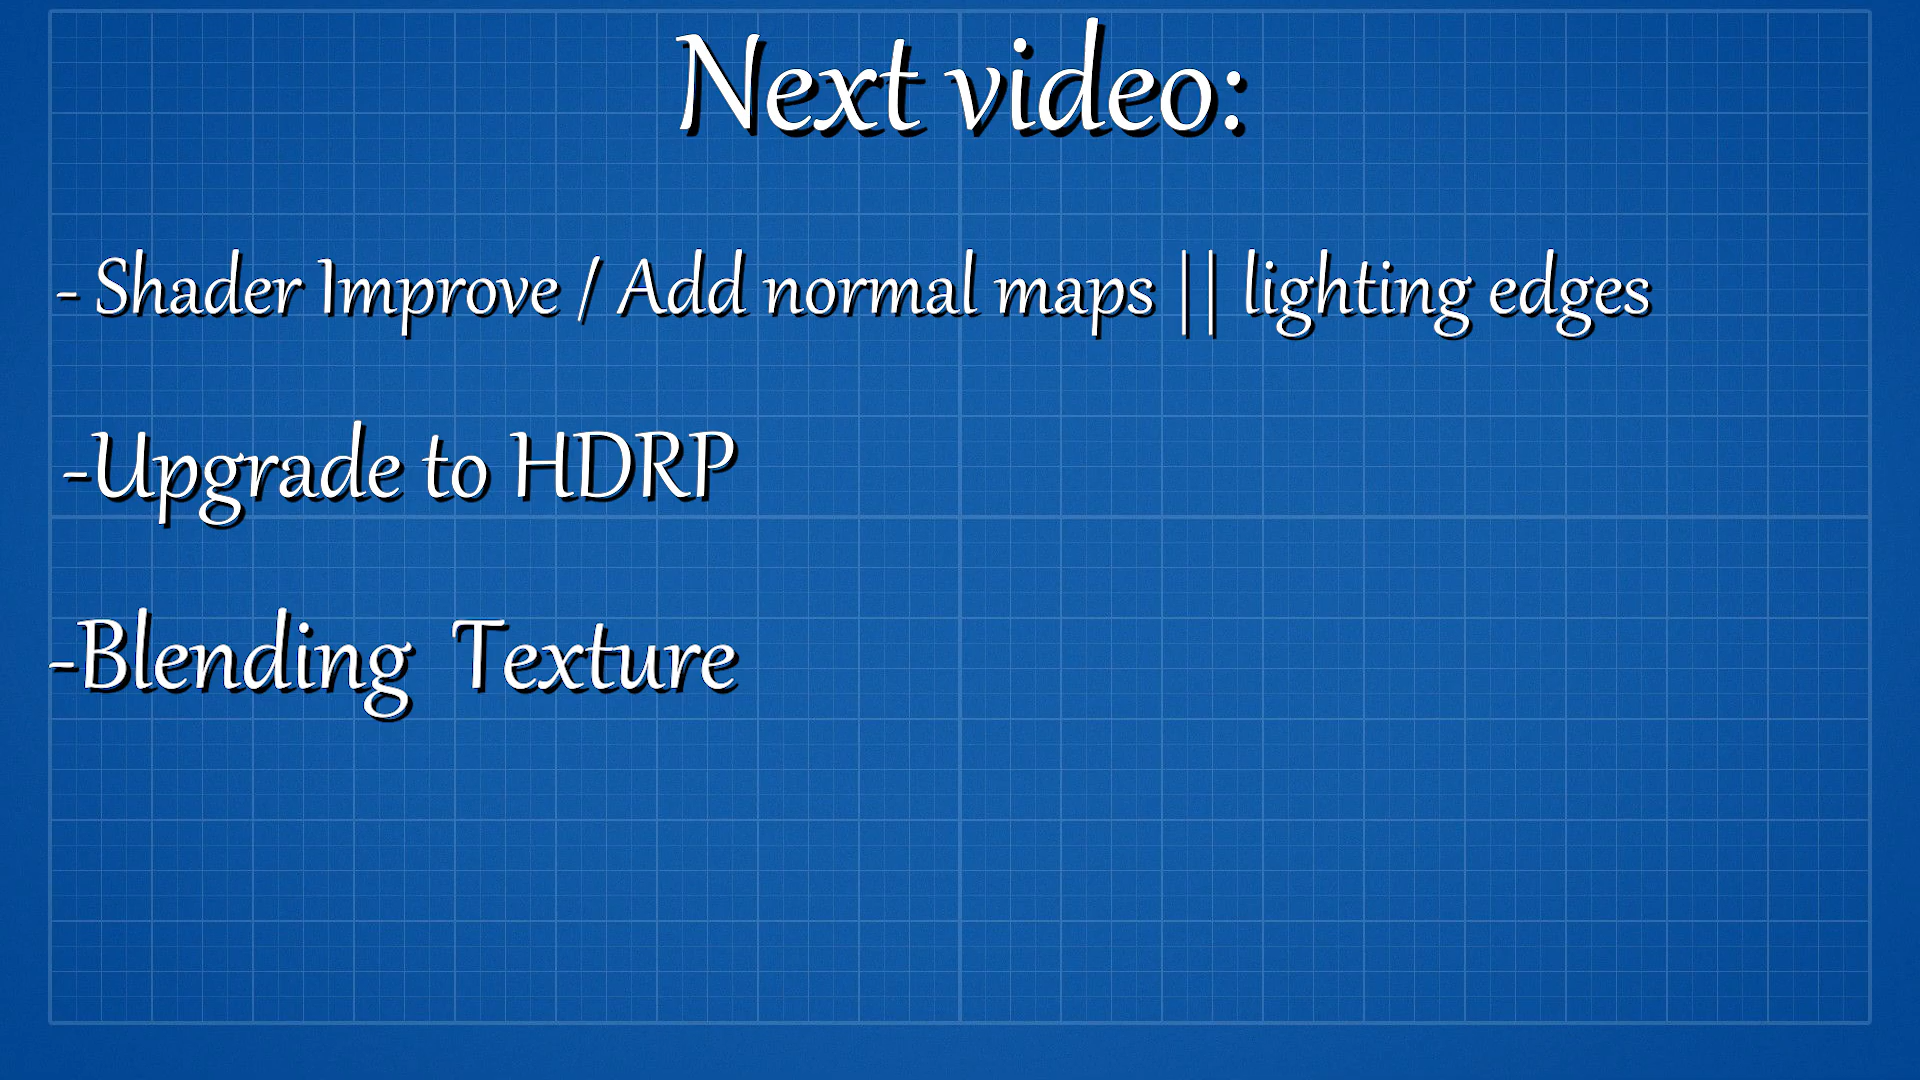 Next video:
- Shader Improve / Add normal maps || lighting edges
-Upgrade to HDRP
-Blending Texture